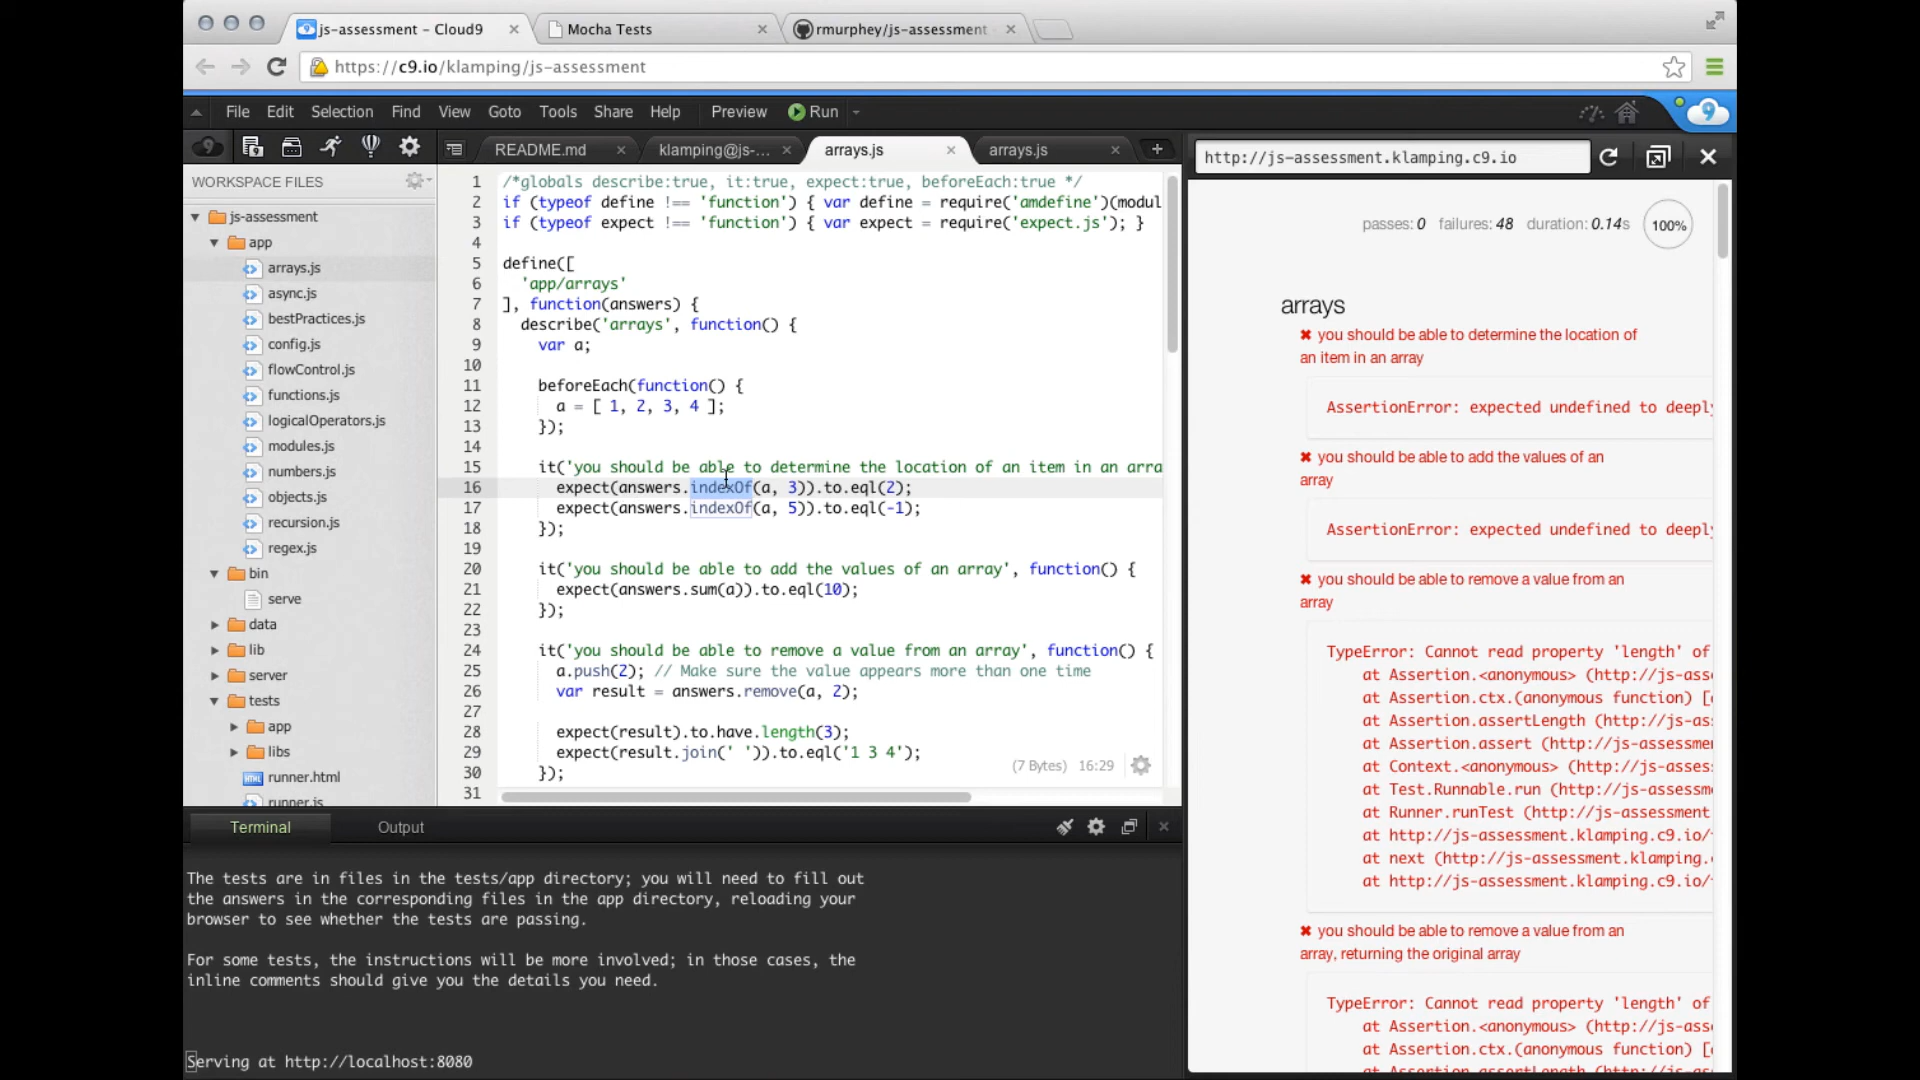 js-assessment - Cloud9
Mocha Tests
rmurphey/js-assessment
https://c9.io/klamping/js-assessment
File Edit Selection Find View Goto Tools Share Help Preview Run
9
README.md
klamping@js-...
arrays.js
arrays.js
http://js-assessment.klamping.c9.io
WORKSPACE FILES
js-assessment
app
arrays.js
async.js
bestPractices.js
config.js
flowControl.js
functions.js
logicalOperators.js
modules.js
numbers.js
objects.js
recursion.js
regex.js
bin
serve
data
lib
server
tests
app
libs
runner.html
runner.js
1 /*globals describe:true, it:true, expect:true, beforeEach:true */
2 if (typeof define !== 'function') { var define = require('amdefine')(modul
3 if (typeof expect !== 'function') { var expect = require('expect.js'); }
4
5 define([
6 'app/arrays'
7 ], function(answers) {
8 describe('arrays', function() {
9 var a;
10
11 beforeEach(function() {
12 a = [ 1, 2, 3, 4 ];
13 });
14
15 it('you should be able to determine the location of an item in an arra
16 expect(answers.indexOf(a, 3)).to.eql(2);
17 expect(answers.indexOf(a, 5)).to.eql(-1);
18 });
19
20 it('you should be able to add the values of an array', function() {
21 expect(answers.sum(a)).to.eql(10);
22 });
23
24 it('you should be able to remove a value from an array', function() {
25 a.push(2); // Make sure the value appears more than one time
26 var result = answers.remove(a, 2);
27
28 expect(result).to.have.length(3);
29 expect(result.join(' ')).to.eql('1 3 4');
30 });
31
(7 Bytes) 16:29
passes: 0 failures: 48 duration: 0.14s 100%
arrays
✖ you should be able to determine the location of
an item in an array
AssertionError: expected undefined to deeply
✖ you should be able to add the values of an
array
AssertionError: expected undefined to deeply
✖ you should be able to remove a value from an
array
TypeError: Cannot read property 'length' of
at Assertion.<anonymous> (http://js-asse
at Assertion.ctx.(anonymous function) [
at Assertion.assertLength (http://js-ass
at Assertion.assert (http://js-assessmen
at Context.<anonymous> (http://js-assess
at Test.Runnable.run (http://js-assessm
at Runner.runTest (http://js-assessment
at http://js-assessment.klamping.c9.io/
at next (http://js-assessment.klamping.
at http://js-assessment.klamping.c9.io/
✖ you should be able to remove a value from an
array, returning the original array
TypeError: Cannot read property 'length' of
at Assertion.<anonymous> (http://js-asse
at Assertion.ctx.(anonymous function) [
at Assertion.assertLength (http://js-ass
Terminal Output
The tests are in files in the tests/app directory; you will need to fill out
the answers in the corresponding files in the app directory, reloading your
browser to see whether the tests are passing.
For some tests, the instructions will be more involved; in those cases, the
inline comments should give you the details you need.
Serving at http://localhost:8080